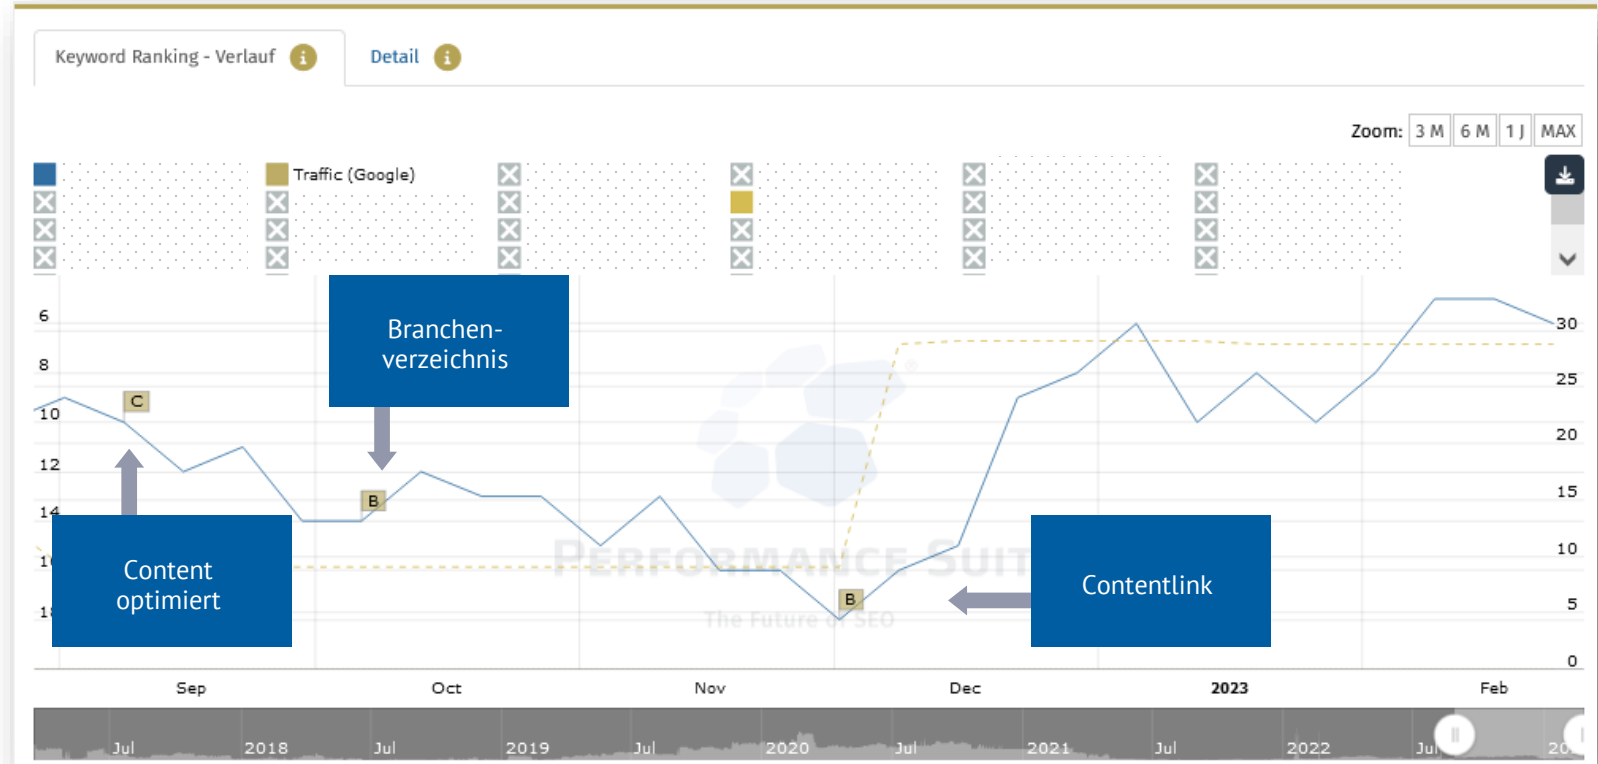 Keyword Ranking - Verlauf i
Detail i
Zoom: 3 M 6 M 1 J MAX
Traffic (Google)
6
8
10
12
14
30
25
20
15
10
5
0
C
B
B
Branchen-
verzeichnis
Content
optimiert
Contentlink
PERFORMANCE SUIT
The Future of SEO
Sep Oct Nov Dec 2023 Feb
Jul 2018 Jul 2019 Jul 2020 Jul 2021 Jul 2022